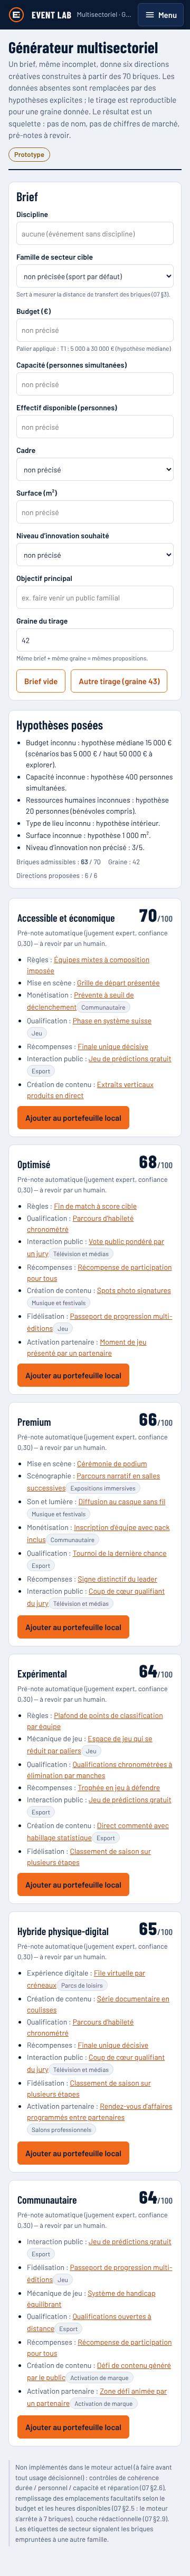 EVENT LAB
Multisectoriel · G...
Menu
Générateur multisectoriel
Un brief, même incomplet, donne six directions
créatives construites à partir des 70 briques. Les
données absentes sont remplacées par des
hypothèses explicites ; le tirage est reproductible
pour une graine donnée. Le résultat est un
squelette : pas de nom, pas de chiffres de marché,
pré-notes à revoir.
Prototype
Brief
Discipline
aucune (événement sans discipline)
Famille de secteur cible
non précisée (sport par défaut)
Sert à mesurer la distance de transfert des briques (07 §3).
Budget (€)
non précisé
Palier appliqué : T1 : 5 000 à 30 000 € (hypothèse médiane)
Capacité (personnes simultanées)
non précisé
Effectif disponible (personnes)
non précisé
Cadre
non précisé
Surface (m²)
non précisé
Niveau d'innovation souhaité
non précisé
Objectif principal
ex. faire venir un public familial
Graine du tirage
42
Même brief + même graine = mêmes propositions.
Brief vide
Autre tirage (graine 43)
Hypothèses posées
• Budget inconnu : hypothèse médiane 15 000 €
(scénarios bas 5 000 € / haut 50 000 € à
explorer).
• Capacité inconnue : hypothèse 400 personnes
simultanées.
• Ressources humaines inconnues : hypothèse
20 personnes (bénévoles compris).
• Type de lieu inconnu : hypothèse intérieur.
• Surface inconnue : hypothèse 1 000 m².
• Niveau d'innovation non précisé : 3/5.
Briques admissibles : 63 / 70 Graine : 42
Directions proposées : 6 / 6
Accessible et économique 70/100
Pré-note automatique (jugement expert, confiance
0,30) — à revoir par un humain.
• Règles : Équipes mixtes à composition
imposée
• Mise en scène : Grille de départ présentée
• Monétisation : Prévente à seuil de
déclenchement Communautaire
• Qualification : Phase en système suisse
Jeu
• Récompenses : Finale unique décisive
• Interaction public : Jeu de prédictions gratuit
Esport
• Création de contenu : Extraits verticaux
produits en direct
Ajouter au portefeuille local
Optimisé 68/100
Pré-note automatique (jugement expert, confiance
0,30) — à revoir par un humain.
• Règles : Fin de match à score cible
• Qualification : Parcours d'habileté
chronométré
• Interaction public : Vote public pondéré par
un jury Télévision et médias
• Récompenses : Récompense de participation
pour tous
• Création de contenu : Spots photo signatures
Musique et festivals
• Fidélisation : Passeport de progression multi-
éditions Jeu
• Activation partenaire : Moment de jeu
présenté par un partenaire
Ajouter au portefeuille local
Premium 66/100
Pré-note automatique (jugement expert, confiance
0,30) — à revoir par un humain.
• Mise en scène : Cérémonie de podium
• Scénographie : Parcours narratif en salles
successives Expositions immersives
• Son et lumière : Diffusion au casque sans fil
Musique et festivals
• Monétisation : Inscription d'équipe avec pack
inclus Communautaire
• Qualification : Tournoi de la dernière chance
Esport
• Récompenses : Signe distinctif du leader
• Interaction public : Coup de cœur qualifiant
du jury Télévision et médias
Ajouter au portefeuille local
Expérimental 64/100
Pré-note automatique (jugement expert, confiance
0,30) — à revoir par un humain.
• Règles : Plafond de points de classification
par équipe
• Mécanique de jeu : Espace de jeu qui se
réduit par paliers Jeu
• Qualification : Qualifications chronométrées à
élimination par manches
• Récompenses : Trophée en jeu à défendre
• Interaction public : Jeu de prédictions gratuit
Esport
• Création de contenu : Direct commenté avec
habillage statistique Esport
• Fidélisation : Classement de saison sur
plusieurs étapes
Ajouter au portefeuille local
Hybride physique-digital 65/100
Pré-note automatique (jugement expert, confiance
0,30) — à revoir par un humain.
• Expérience digitale : File virtuelle par
créneaux Parcs de loisirs
• Création de contenu : Série documentaire en
coulisses
• Qualification : Parcours d'habileté
chronométré
• Récompenses : Finale unique décisive
• Interaction public : Coup de cœur qualifiant
du jury Télévision et médias
• Fidélisation : Classement de saison sur
plusieurs étapes
• Activation partenaire : Rendez-vous d'affaires
programmés entre partenaires
Salons professionnels
Ajouter au portefeuille local
Communautaire 64/100
Pré-note automatique (jugement expert, confiance
0,30) — à revoir par un humain.
• Interaction public : Jeu de prédictions gratuit
Esport
• Fidélisation : Passeport de progression multi-
éditions Jeu
• Mécanique de jeu : Système de handicap
équilibrant
• Qualification : Qualifications ouvertes à
distance Esport
• Récompenses : Récompense de participation
pour tous
• Création de contenu : Défi de contenu généré
par le public Activation de marque
• Activation partenaire : Zone défi animée par
un partenaire Activation de marque
Ajouter au portefeuille local
Non implémentés dans le moteur actuel (à faire avant
tout usage décisionnel) : contrôles de cohérence
durée / personnel / capacité et répartition (07 §2.6),
remplissage des emplacements facultatifs selon le
budget et les heures disponibles (07 §2.5 : le moteur
s'arrête à 7 briques), couche rédactionnelle (07 §2.9).
Les étiquettes de secteur signalent les briques
empruntées à une autre famille.